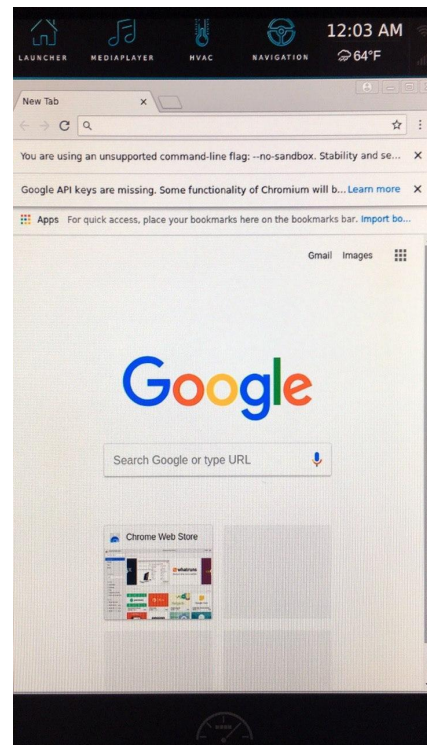 12:03 AM
64°F
LAUNCHER MEDIAPLAYER HVAC NAVIGATION
New Tab
You are using an unsupported command-line flag: --no-sandbox. Stability and se...
Google API keys are missing. Some functionality of Chromium will b... Learn more
Apps For quick access, place your bookmarks here on the bookmarks bar. Import bo...
Gmail Images
Google
Search Google or type URL
Chrome Web Store